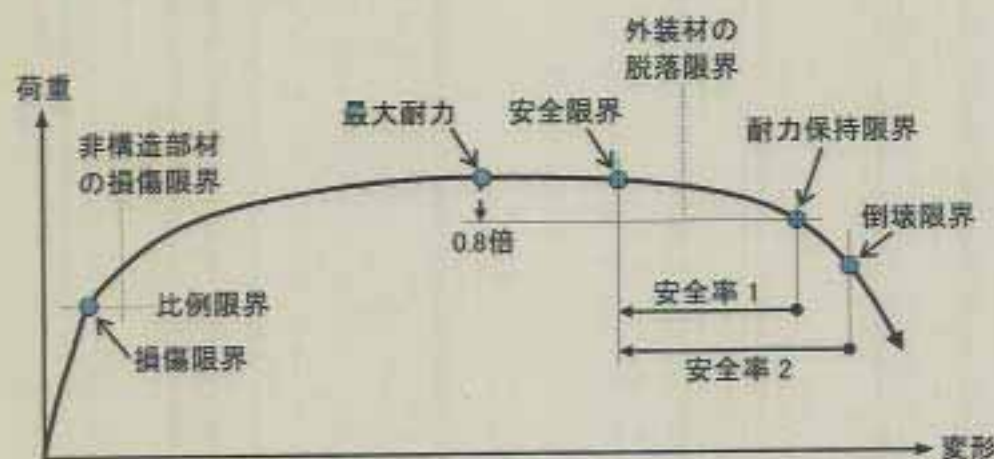 外装材の
脱落限界
荷重
最大耐力
安全限界
耐力保持限界
非構造部材
の損傷限界
倒壊限界
0.8倍
安全率1
比例限界
損傷限界
安全率2
変形